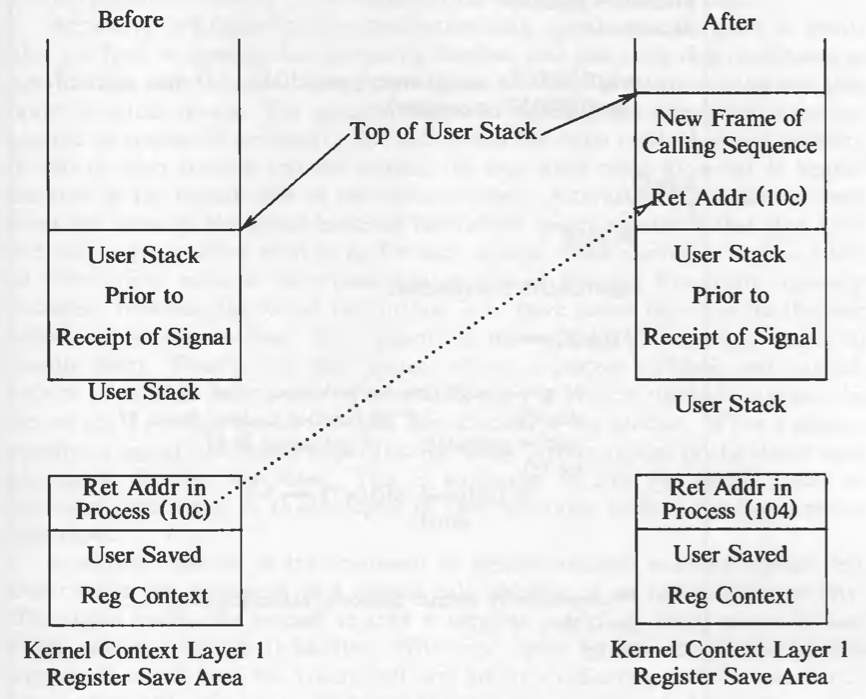 Before
After
Top of User Stack
New Frame of
Calling Sequence
Ret Addr (10c)
User Stack
Prior to
Receipt of Signal
User Stack
User Stack
Prior to
Receipt of Signal
User Stack
Ret Addr in
Process (10c)
User Saved
Reg Context
Kernel Context Layer 1
Register Save Area
Ret Addr in
Process (104)
User Saved
Reg Context
Kernel Context Layer 1
Register Save Area